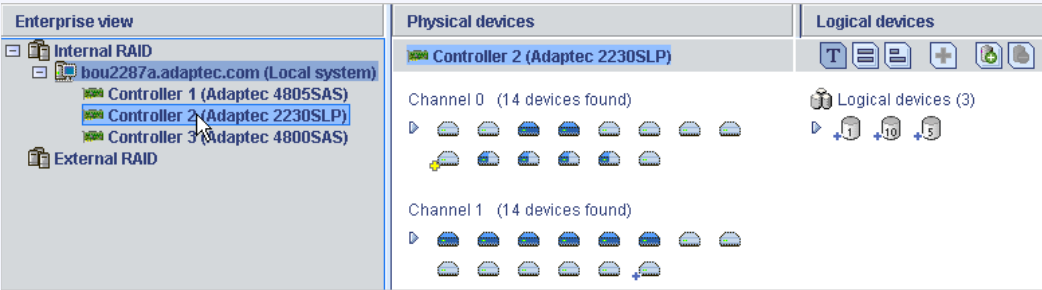 Enterprise view
Internal RAID
bou2287a.adaptec.com (Local system)
Controller 1 (Adaptec 4805SAS)
Controller 2 (Adaptec 2230SLP)
Controller 3 (Adaptec 4800SAS)
External RAID
Physical devices
Controller 2 (Adaptec 2230SLP)
Channel 0 (14 devices found)
Channel 1 (14 devices found)
Logical devices
T
Logical devices (3)
1 10 5